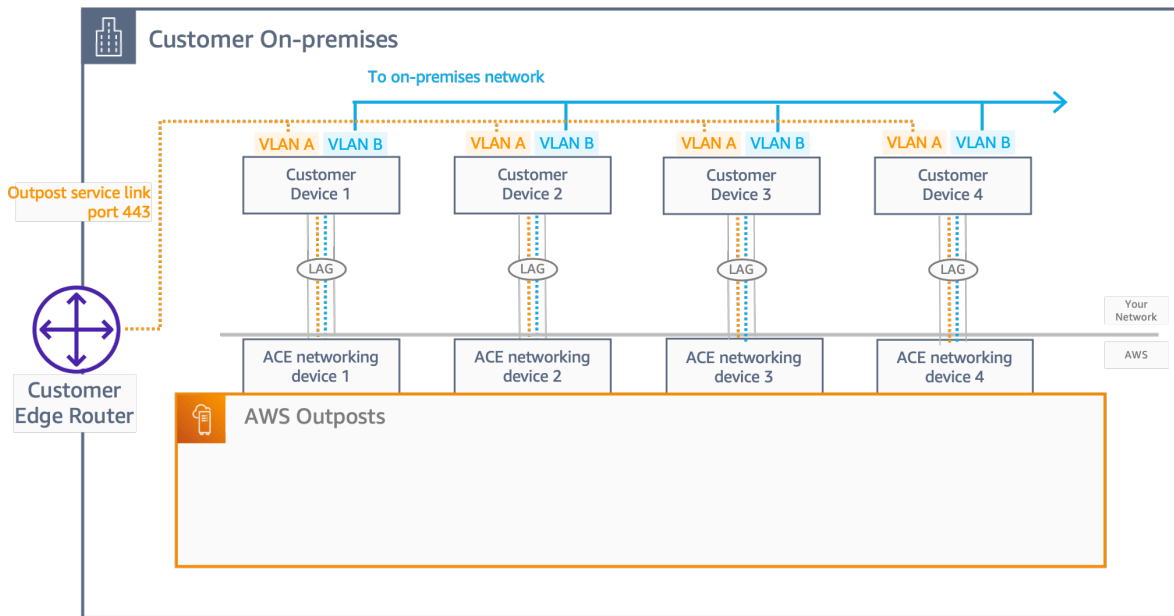 Customer On-premises
To on-premises network
VLAN A VLAN B VLAN A VLAN B VLAN A VLAN B VLAN A VLAN B
Customer
Device 1
Customer
Device 2
Customer
Device 3
Customer
Device 4
Outpost service link
port 443
LAG LAG LAG LAG
Your
Network
AWS
Customer
Edge Router
ACE networking
device 1
ACE networking
device 2
ACE networking
device 3
ACE networking
device 4
AWS Outposts